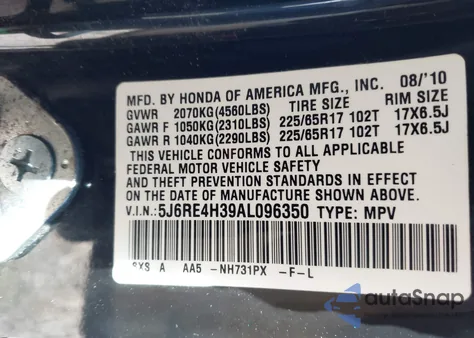 MFD. BY HONDA OF AMERICA MFG., INC. 08/'10
GVWR 2070KG(4560LBS) TIRE SIZE RIM SIZE
GAWR F 1050KG(2310LBS) 225/65R17 102T 17X6.5J
GAWR R 1040KG(2290LBS) 225/65R17 102T 17X6.5J
THIS VEHICLE CONFORMS TO ALL APPLICABLE
FEDERAL MOTOR VEHICLE SAFETY
STANDARDS IN EFFECT
ON THE DATE OF MANUFACTURE SHOWN ABOVE.
V.I.N: 5J6RE4H39AL096350 TYPE: MPV
SXS A AA5 -NH731PX -F-L
autoSnap